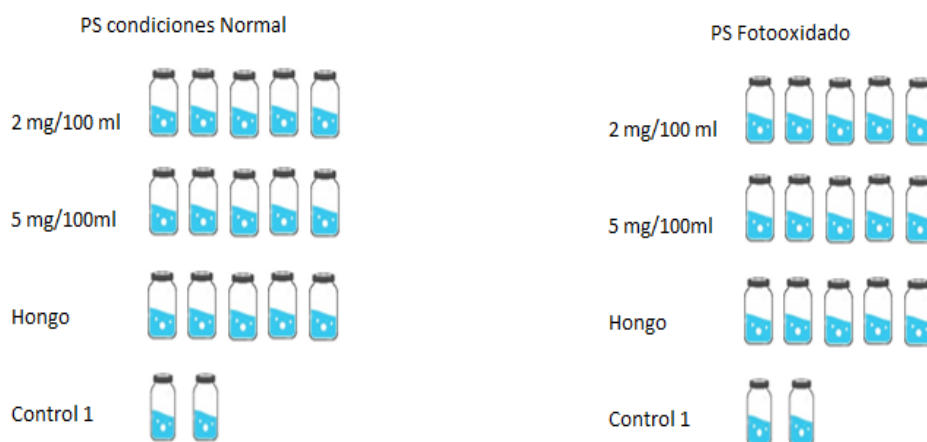 PS condiciones Normal
2 mg/100 ml
5 mg/100ml
Hongo
Control 1
PS Fotooxidado
2 mg/100 ml
5 mg/100ml
Hongo
Control 1